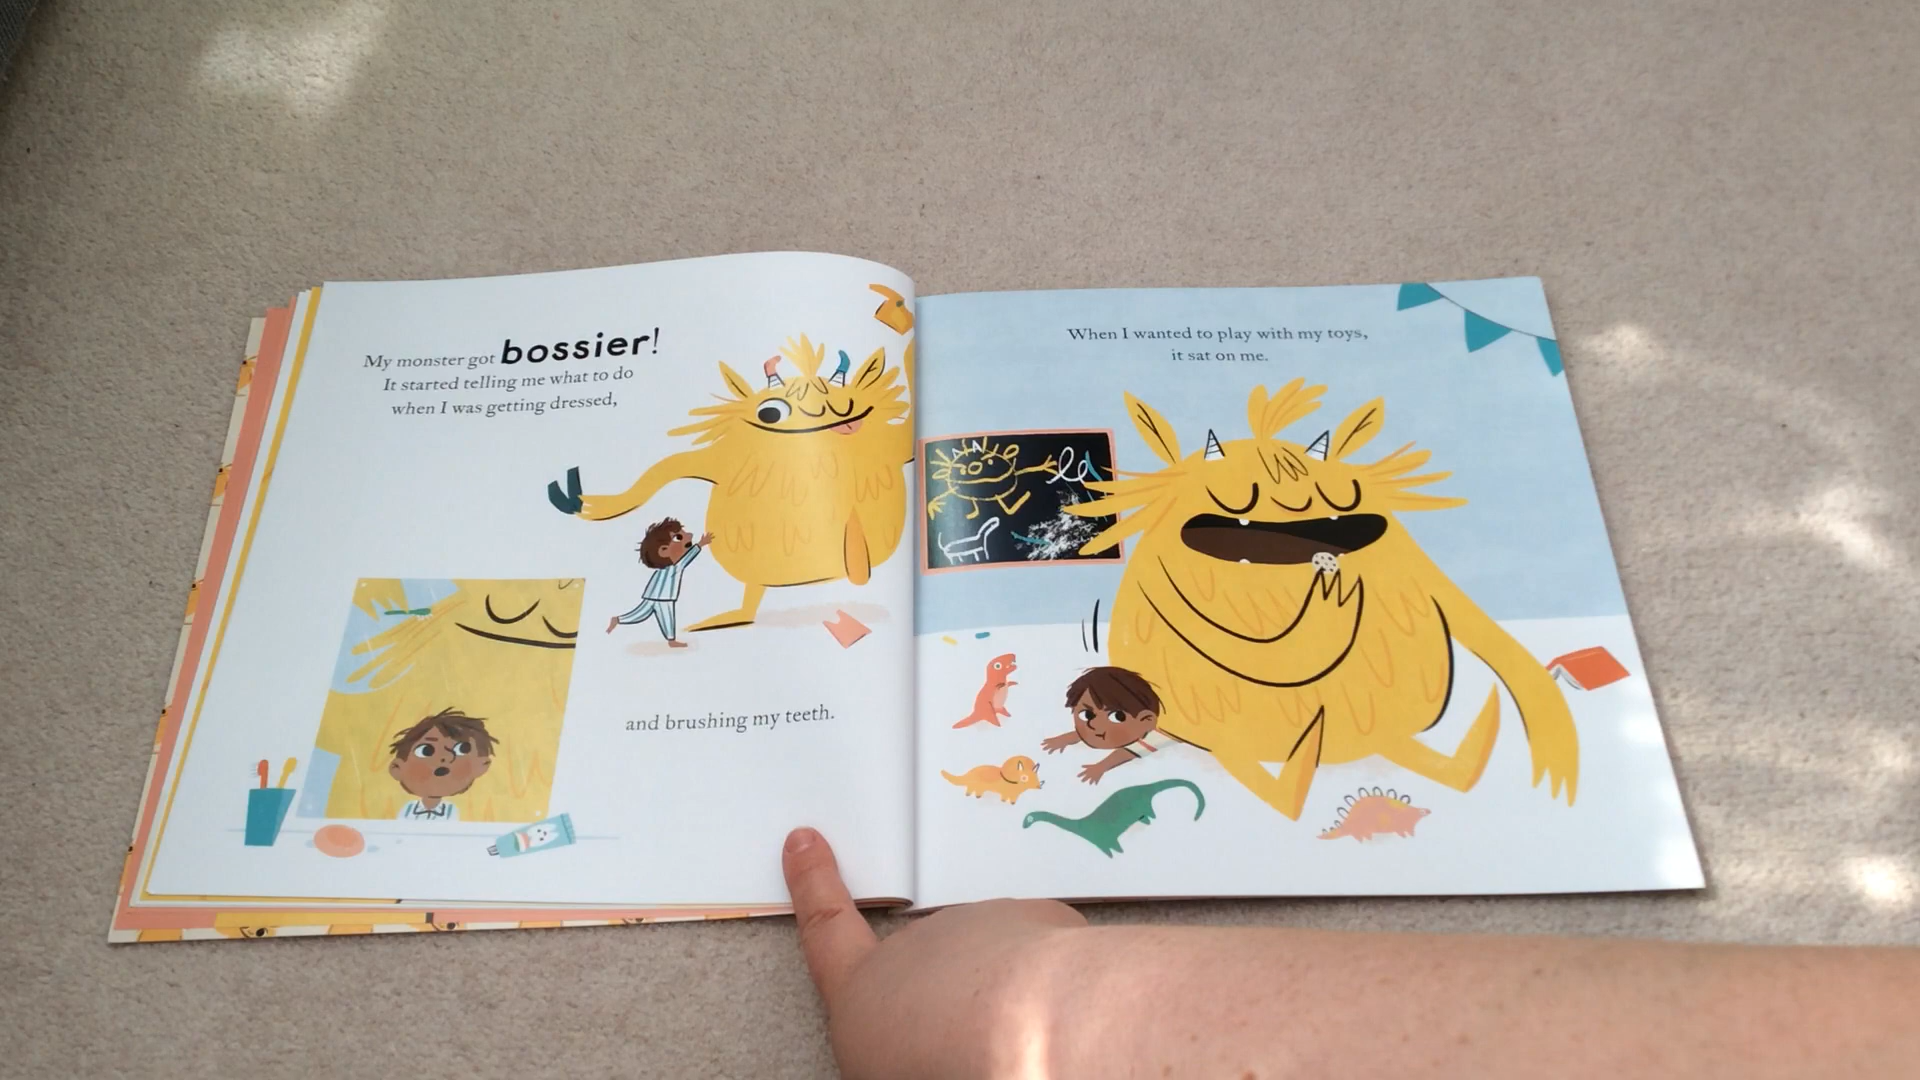 My monster got bossier!
It started telling me what to do
when I was getting dressed,
and brushing my teeth.
When I wanted to play with my toys,
it sat on me.